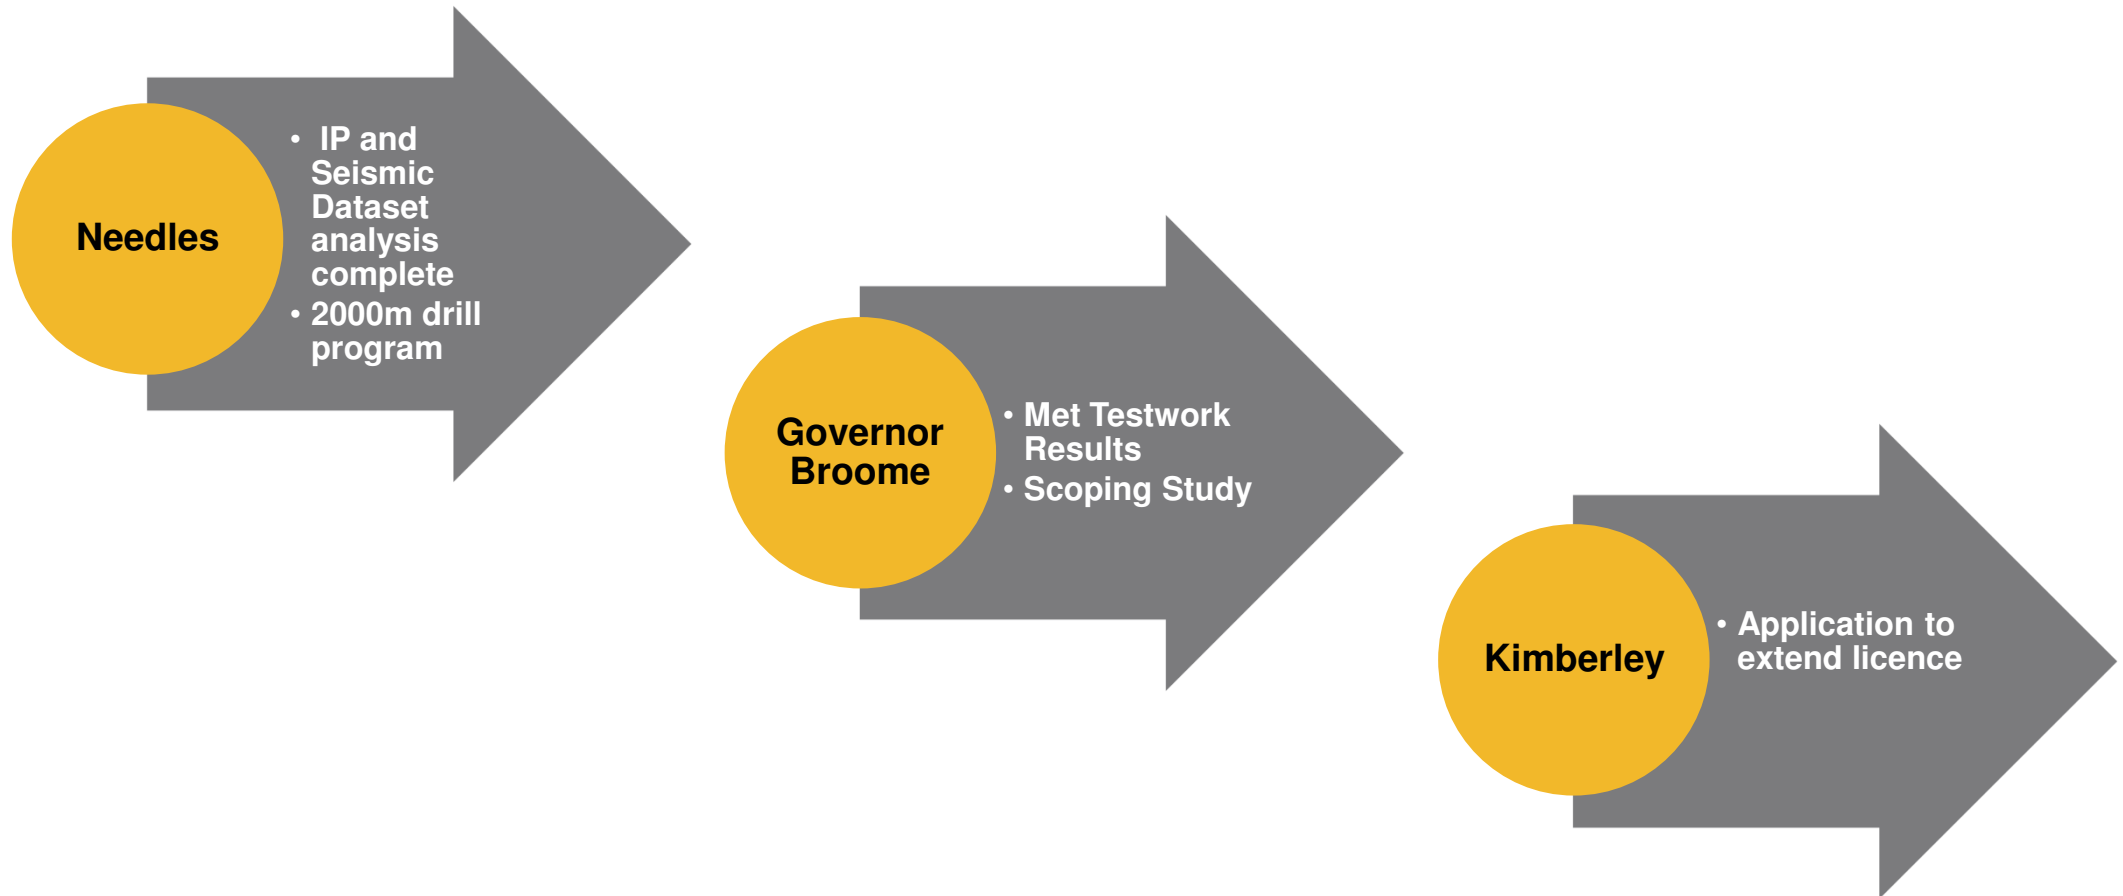 Needles
• IP and
Seismic
Dataset
analysis
complete
• 2000m drill
program
Governor
Broome
• Met Testwork
Results
• Scoping Study
Kimberley
• Application to
extend licence